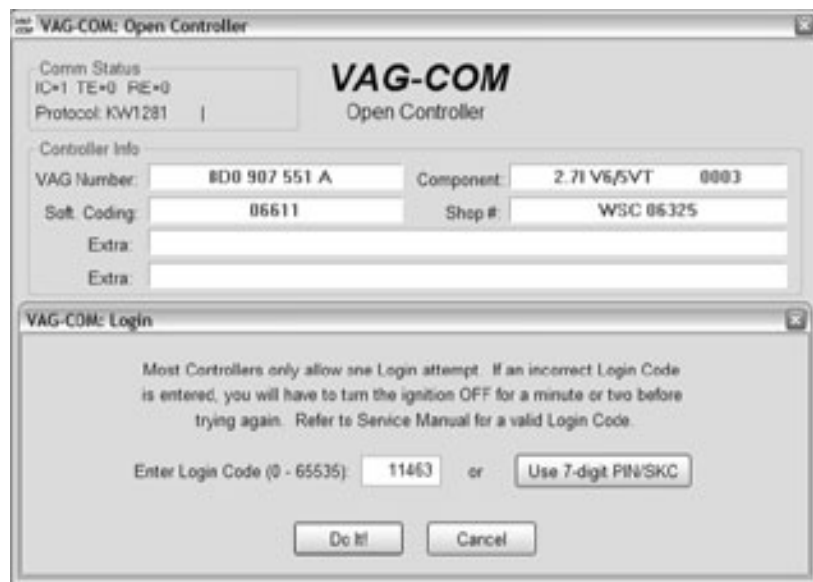 VAG-COM: Open Controller
Comm Status
IC=1 TE=0 RE=0
Protocol: KW1281 |
VAG-COM
Open Controller
Controller Info
VAG Number: 8D0 907 551 A Component: 2.7l V6/5VT 0003
Soft. Coding: 06611 Shop #: WSC 06325
Extra:
Extra:
VAG-COM: Login
Most Controllers only allow one Login attempt. If an incorrect Login Code
is entered, you will have to turn the ignition OFF for a minute or two before
trying again. Refer to Service Manual for a valid Login Code.
Enter Login Code (0 - 65535): 11463 or Use 7-digit PIN/SKC
Do It! Cancel